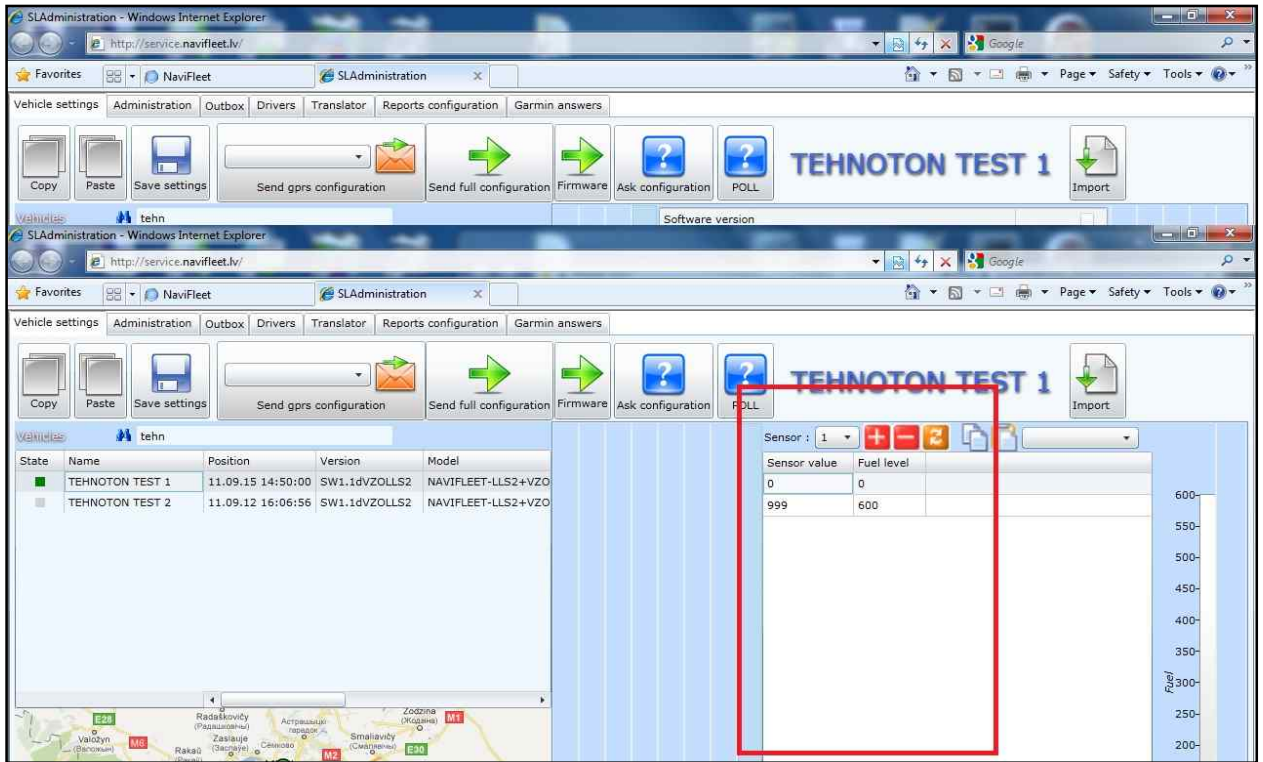 SLAdministration - Windows Internet Explorer
http://service.navifleet.lv/
Google
Favorites NaviFleet SLAdministration x Page Safety Tools
Vehicle settings Administration Outbox Drivers Translator Reports configuration Garmin answers
TEHNOTON TEST 1
Copy Paste Save settings Send gprs configuration Send full configuration Firmware Ask configuration POLL Import
Vehicles tehn Software version
SLAdministration - Windows Internet Explorer
http://service.navifleet.lv/
Google
Favorites NaviFleet SLAdministration x Page Safety Tools
Vehicle settings Administration Outbox Drivers Translator Reports configuration Garmin answers
TEHNOTON TEST 1
Copy Paste Save settings Send gprs configuration Send full configuration Firmware Ask configuration POLL Import
Vehicles tehn Sensor : 1
State Name Position Version Model Sensor value Fuel level
TEHNOTON TEST 1 11.09.15 14:50:00 SW1.1dVZOLLS2 NAVIFLEET-LLS2+VZO 0 0
TEHNOTON TEST 2 11.09.12 16:06:56 SW1.1dVZOLLS2 NAVIFLEET-LLS2+VZO 999 600
600
550
500
450
400
350
Fuel
300
250
200
E28 Radaškovičy M1
Valožyn M6 Zaslaŭje Smaliavičy
Rakaŭ M2 E30